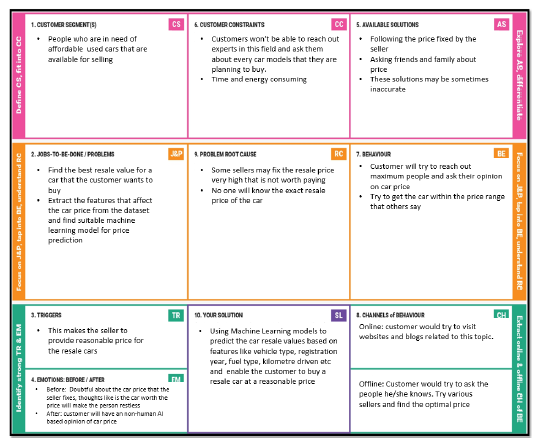 Define CS, fit into CC
1. CUSTOMER SEGMENT(S)
CS
• People who are in need of
affordable used cars that are
available for selling
6. CUSTOMER CONSTRAINTS
CC
• Customers won't be able to reach out
experts in this field and ask them
about every car models that they are
planning to buy.
• Time and energy consuming
5. AVAILABLE SOLUTIONS
AS
• Following the price fixed by the
seller
• Asking friends and family about
price
• These solutions may be sometimes
inaccurate
Explore AS, differentiate
Focus on J&P, tap into BE, understand RC
2. JOBS-TO-BE-DONE / PROBLEMS
J&P
• Find the best resale value for a
car that the customer wants to
buy
• Extract the features that affect
the car price from the dataset
and find suitable machine
learning model for price
prediction
9. PROBLEM ROOT CAUSE
RC
• Some sellers may fix the resale price
very high that is not worth paying
• No one will know the exact resale
price of the car
7. BEHAVIOUR
BE
• Customer will try to reach out
maximum people and ask their opinion
on car price
• Try to get the car within the price range
that others say
Focus on J&P, tap into BE, understand RC
Identify strong TR & EM
3. TRIGGERS
TR
• This makes the seller to
provide reasonable price for
the resale cars
4. EMOTIONS: BEFORE / AFTER
EM
• Before: Doubtful about the car price that the
seller fixes, thoughts like is the car worth the
price will make the person restless
• After: customer will have an non-human AI
based opinion of car price
10. YOUR SOLUTION
SL
• Using Machine Learning models to
predict the car resale values based on
features like vehicle type, registration
year, fuel type, kilometre driven etc
and enable the customer to buy a
resale car at a reasonable price
8. CHANNELS of BEHAVIOUR
CH
Online: customer would try to visit
websites and blogs related to this topic.
Offline: Customer would try to ask the
people he/she knows. Try various
sellers and find the optimal price
Extract online & offline CH of BE